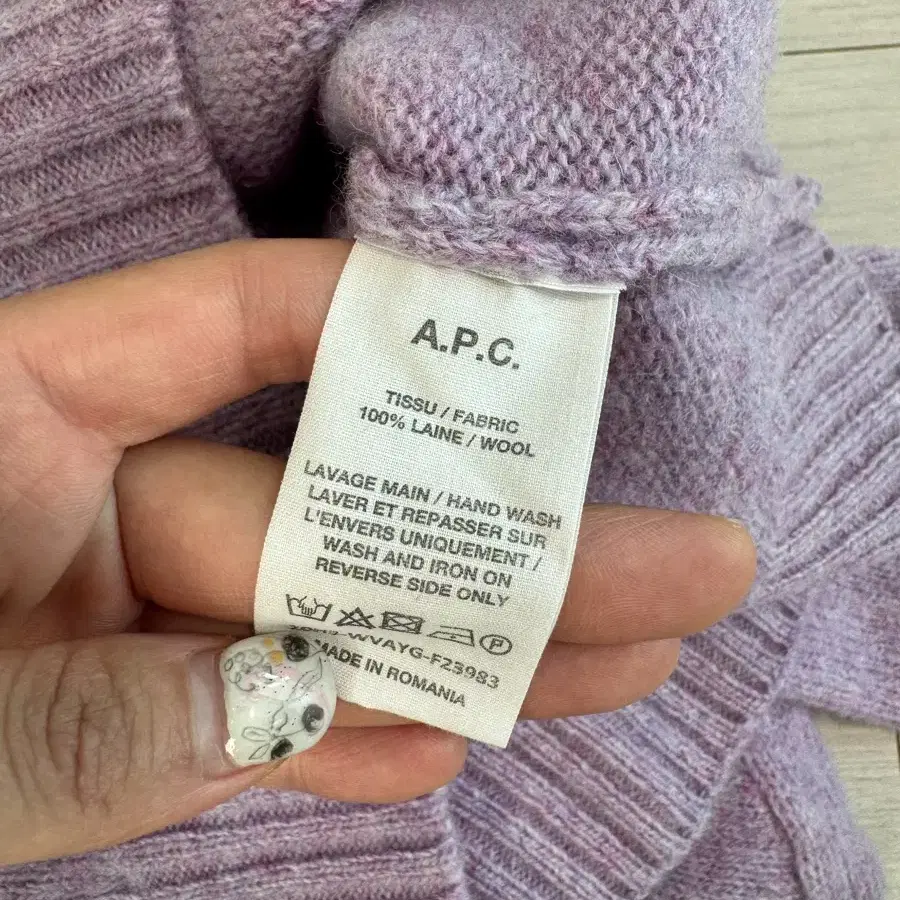 A.P.C.
TISSU / FABRIC
100% LAINE / WOOL
LAVAGE MAIN / HAND WASH
LAVER ET REPASSER SUR
L'ENVERS UNIQUEMENT /
WASH AND IRON ON
REVERSE SIDE ONLY
P
WVAYG-F23983
MADE IN ROMANIA